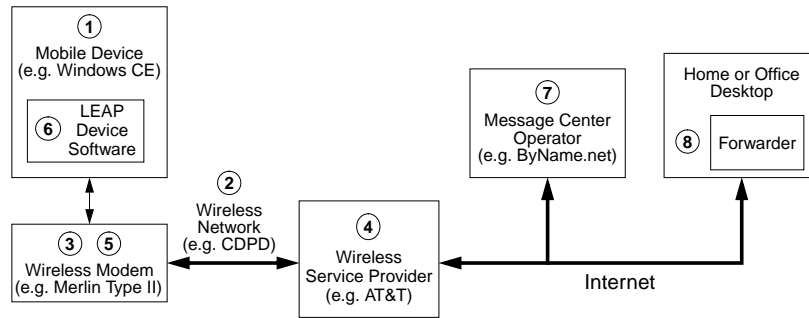 1
Mobile Device
(e.g. Windows CE)
6
LEAP
Device
Software
3
5
Wireless Modem
(e.g. Merlin Type II)
2
Wireless
Network
(e.g. CDPD)
4
Wireless
Service Provider
(e.g. AT&T)
7
Message Center
Operator
(e.g. ByName.net)
Home or Office
Desktop
8
Forwarder
Internet